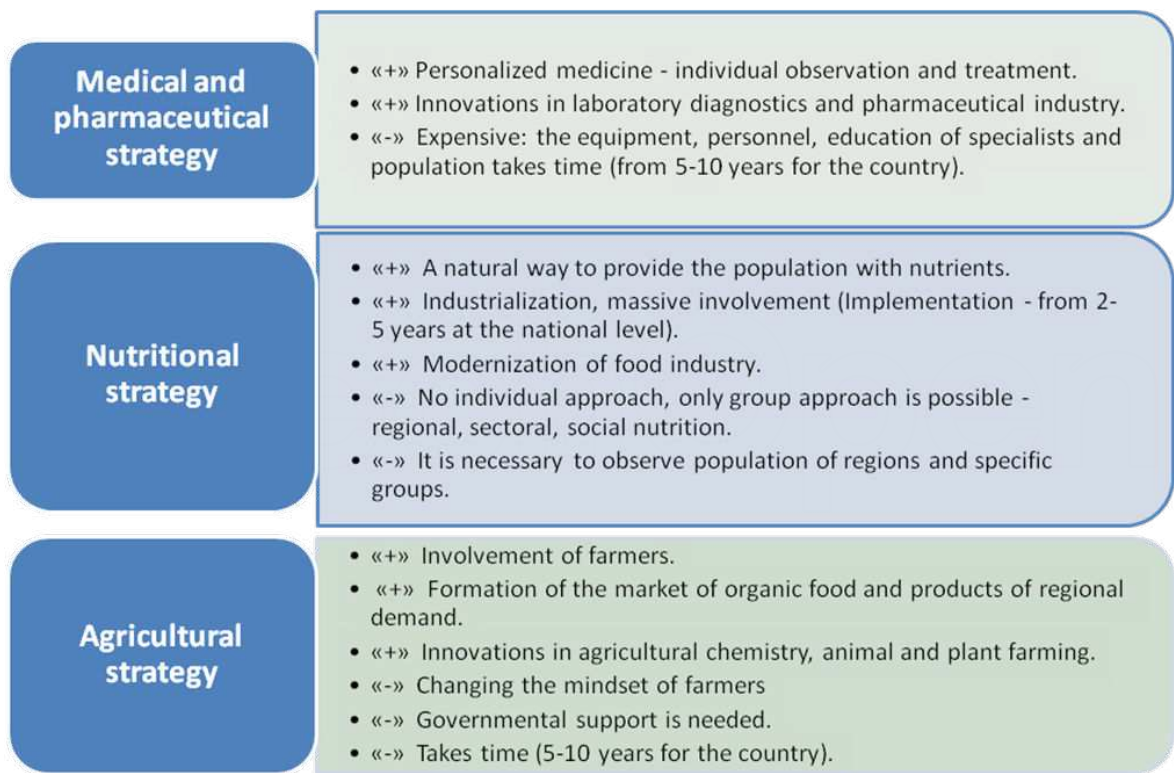 Medical and
pharmaceutical
strategy
• «+» Personalized medicine - individual observation and treatment.
• «+» Innovations in laboratory diagnostics and pharmaceutical industry.
• «-» Expensive: the equipment, personnel, education of specialists and
population takes time (from 5-10 years for the country).
Nutritional
strategy
• «+» A natural way to provide the population with nutrients.
• «+» Industrialization, massive involvement (Implementation - from 2-
5 years at the national level).
• «+» Modernization of food industry.
• «-» No individual approach, only group approach is possible -
regional, sectoral, social nutrition.
• «-» It is necessary to observe population of regions and specific
groups.
Agricultural
strategy
• «+» Involvement of farmers.
• «+» Formation of the market of organic food and products of regional
demand.
• «+» Innovations in agricultural chemistry, animal and plant farming.
• «-» Changing the mindset of farmers
• «-» Governmental support is needed.
• «-» Takes time (5-10 years for the country).